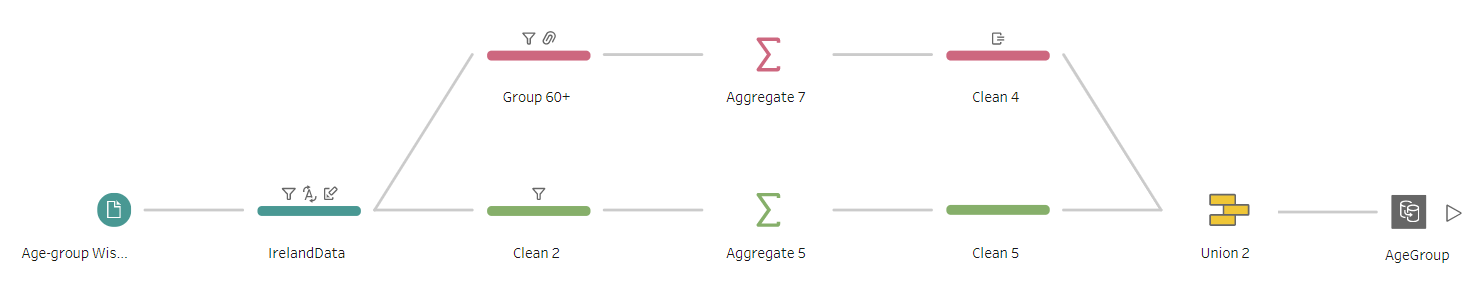 Group 60+
Aggregate 7
Clean 4
Age-group Wis...
IrelandData
Clean 2
Aggregate 5
Clean 5
Union 2
AgeGroup